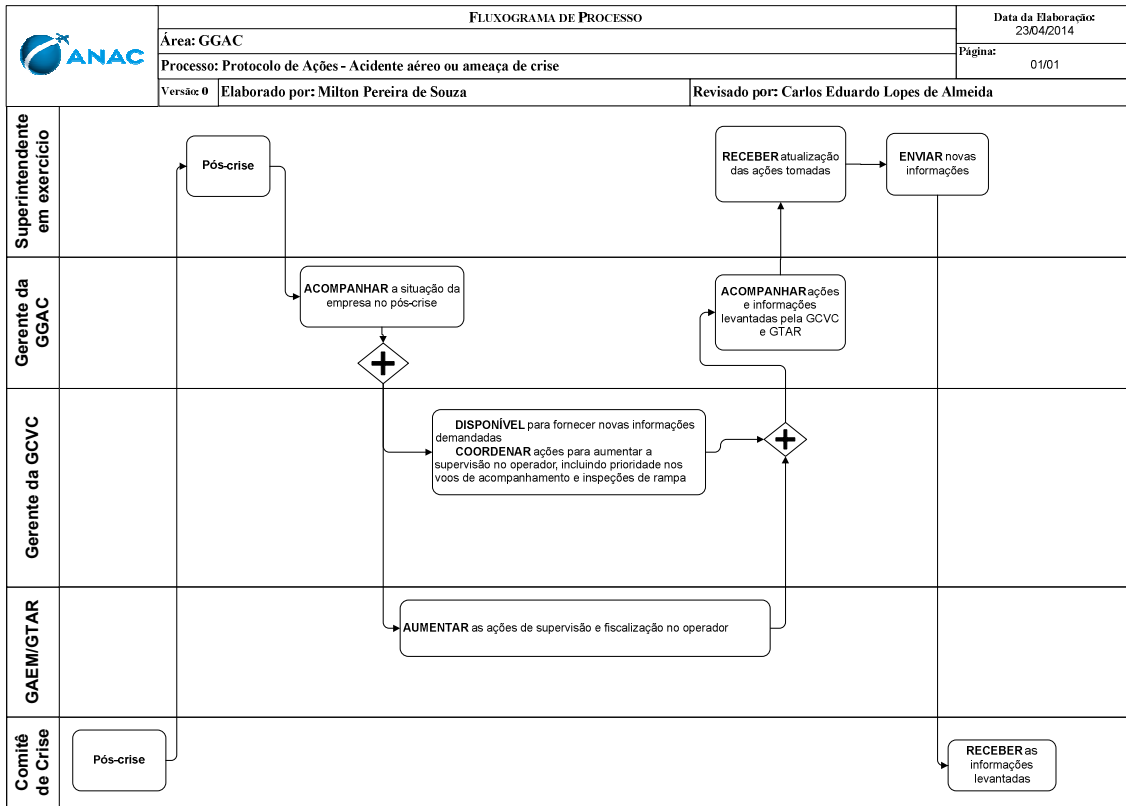 ANAC
FLUXOGRAMA DE PROCESSO
Data da Elaboração:
23/04/2014
Área: GGAC
Página:
01/01
Processo: Protocolo de Ações - Acidente aéreo ou ameaça de crise
Versão: 0
Elaborado por: Milton Pereira de Souza
Revisado por: Carlos Eduardo Lopes de Almeida
Superintendente
em exercício
Pós-crise
RECEBER atualização
das ações tomadas
ENVIAR novas
informações
Gerente da
GGAC
ACOMPANHAR a situação da
empresa no pós-crise
ACOMPANHAR ações
e informações
levantadas pela GCVC
e GTAR
Gerente da GCVC
DISPONÍVEL para fornecer novas informações
demandadas
COORDENAR ações para aumentar a
supervisão no operador, incluindo prioridade nos
voos de acompanhamento e inspeções de rampa
GAEM/GTAR
AUMENTAR as ações de supervisão e fiscalização no operador
Comitê
de Crise
Pós-crise
RECEBER as
informações
levantadas